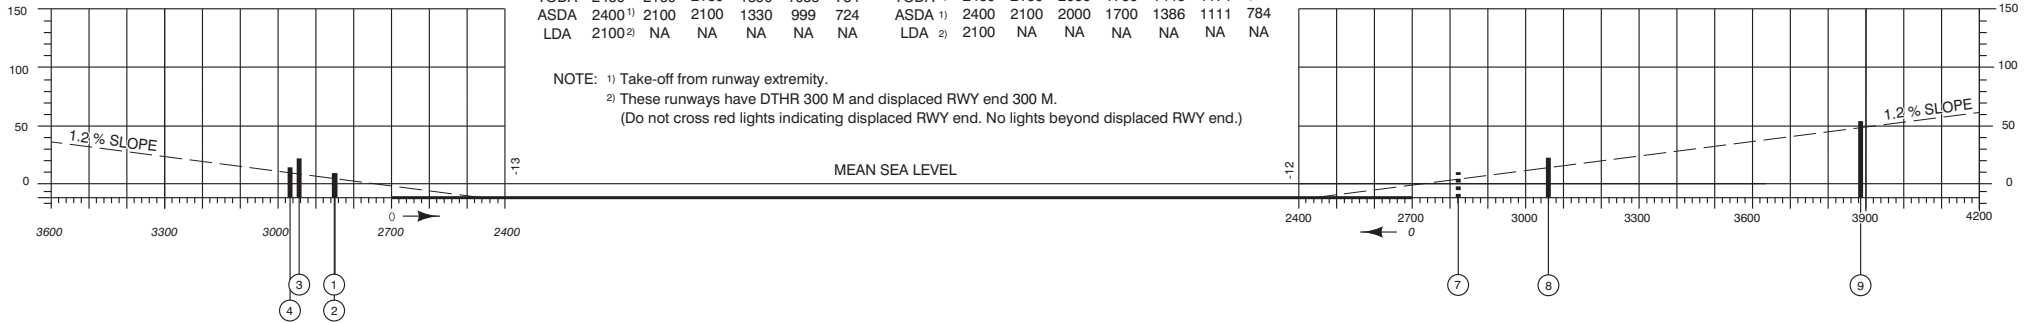 ASDA 2400 1) 2100 2100 1330 999 724 ASDA 1) 2400 2100 2000 1700 1386 1111 784
LDA 2100 2) NA NA NA NA NA LDA 2) 2100 NA NA NA NA NA NA
NOTE: 1) Take-off from runway extremity.
2) These runways have DTHR 300 M and displaced RWY end 300 M.
(Do not cross red lights indicating displaced RWY end. No lights beyond displaced RWY end.)
150
100
50
0
1.2 % SLOPE
-13
MEAN SEA LEVEL
-12
1.2 % SLOPE
150
100
50
0
0
3600 3300 3000 2700 2400
2400 2700 3000 3300 3600 3900 4200
0
3 1 7 8 9
4 2